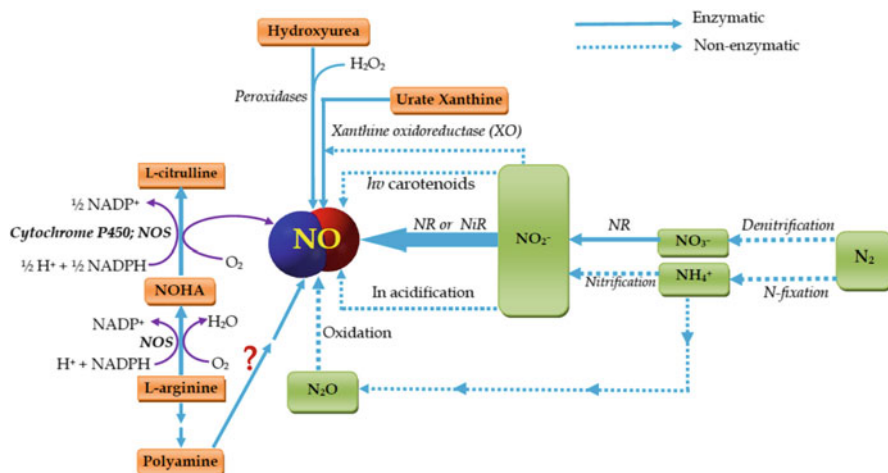 Enzymatic
Non-enzymatic
Hydroxyurea
H₂O₂
Peroxidases
Urate Xanthine
Xanthine oxidoreductase (XO)
hν carotenoids
L-citrulline
½ NADP⁺
Cytochrome P450; NOS
½ H⁺ + ½ NADPH
O₂
NOHA
NADP⁺
H₂O
NOS
H⁺ + NADPH
O₂
L-arginine
Polyamine
?
NO
NR or NiR
In acidification
Oxidation
N₂O
NO₂⁻
NR
NO₃⁻
Denitrification
N₂
Nitrification
NH₄⁺
N-fixation